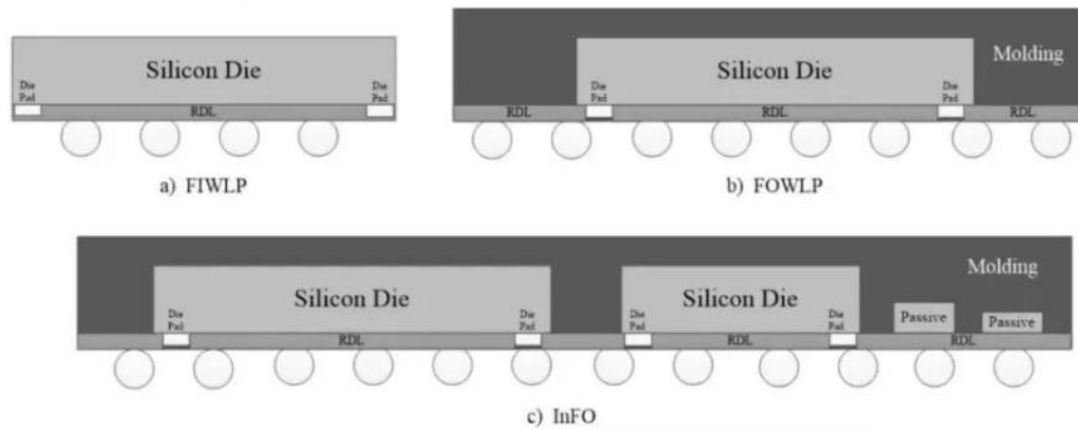 Silicon Die
Die
Pad
Die
Pad
RDL
a) FIWLP
Molding
Silicon Die
Die
Pad
Die
Pad
RDL
RDL
RDL
b) FOWLP
Molding
Silicon Die
Silicon Die
Die
Pad
Die
Pad
Die
Pad
Die
Pad
Passive
Passive
RDL
RDL
RDL
c) InFO